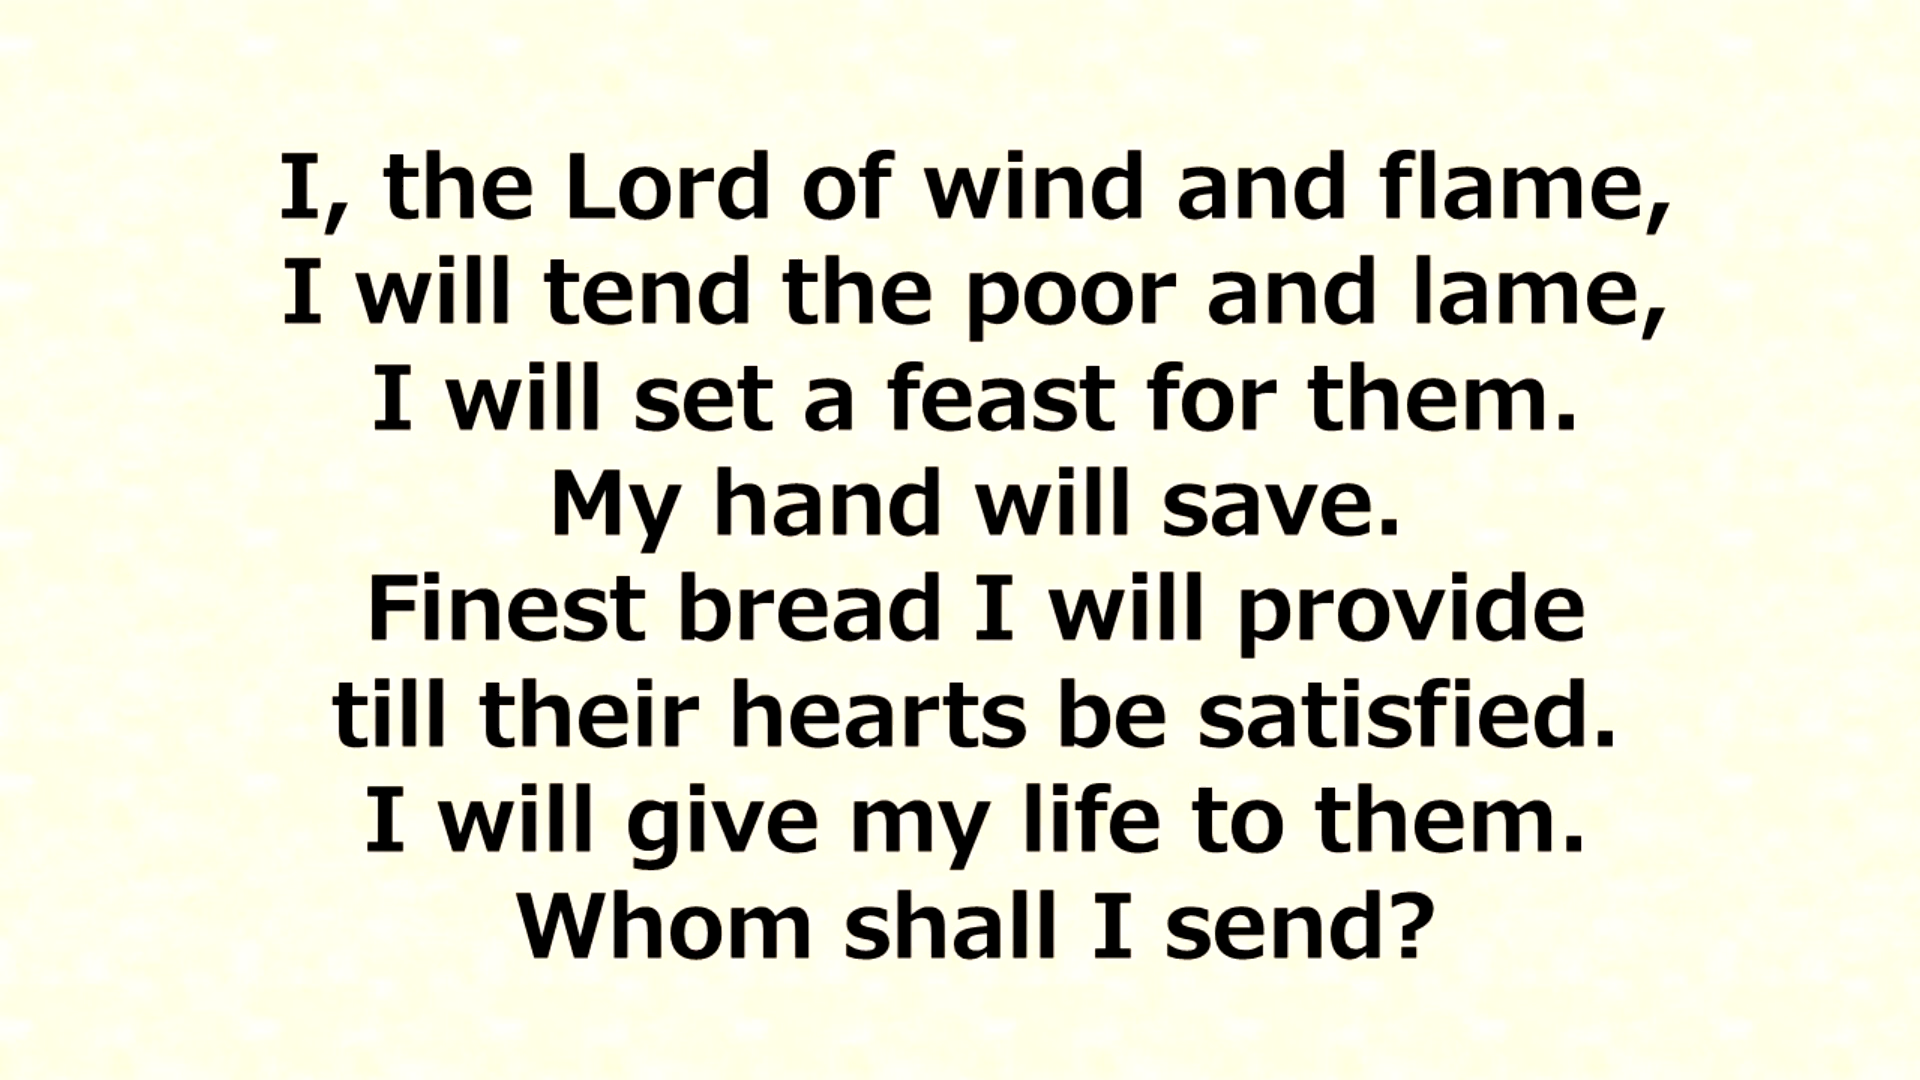 I, the Lord of wind and flame,
I will tend the poor and lame,
I will set a feast for them.
My hand will save.
Finest bread I will provide
till their hearts be satisfied.
I will give my life to them.
Whom shall I send?